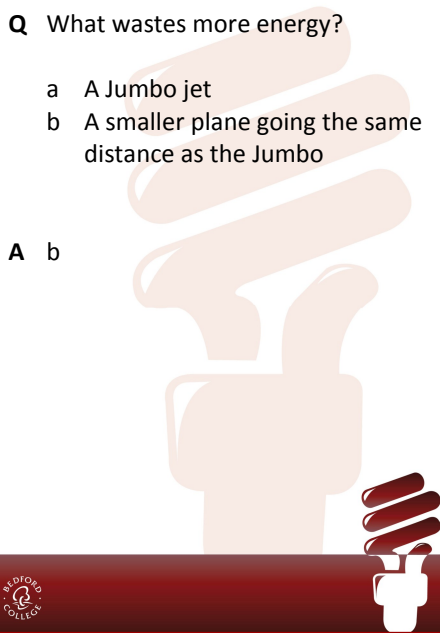 Q What wastes more energy?
a A Jumbo jet
b A smaller plane going the same
distance as the Jumbo
A b
BEDFORD
COLLEGE